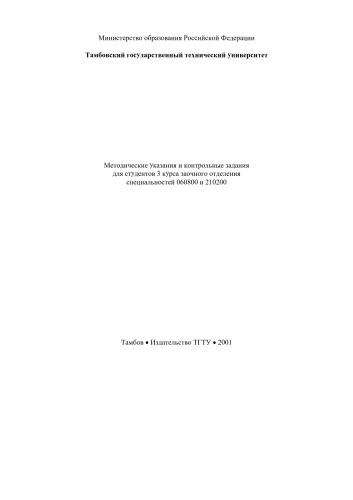 Министерство образования Российской Федерации
Тамбовский государственный технический университет
Методические указания и контрольные задания
для студентов 3 курса заочного отделения
специальностей 060800 и 210200
Тамбов • Издательство ТГТУ • 2001